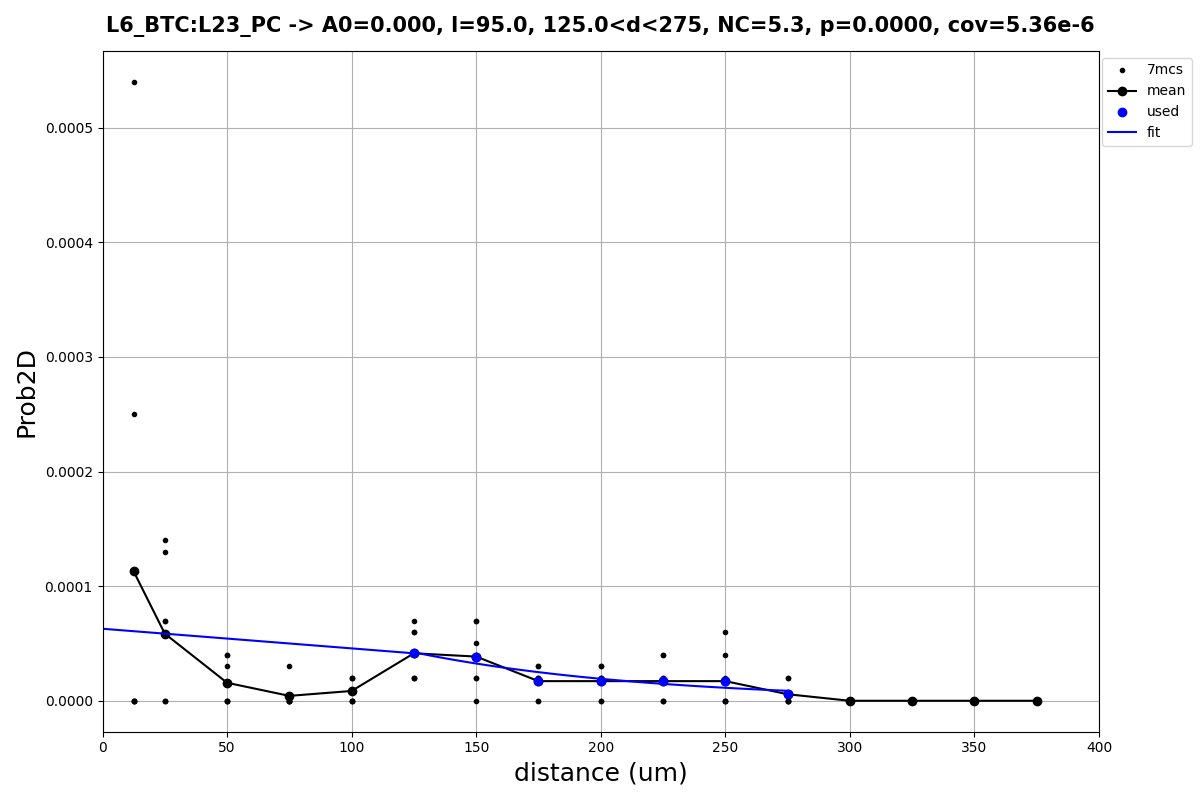 L6_BTC:L23_PC -> A0=0.000, l=95.0, 125.0<d<275, NC=5.3, p=0.0000, cov=5.36e-6
7mcs
mean
used
fit
Prob2D
0.0005
0.0004
0.0003
0.0002
0.0001
0.0000
0 50 100 150 200 250 300 350 400
distance (um)